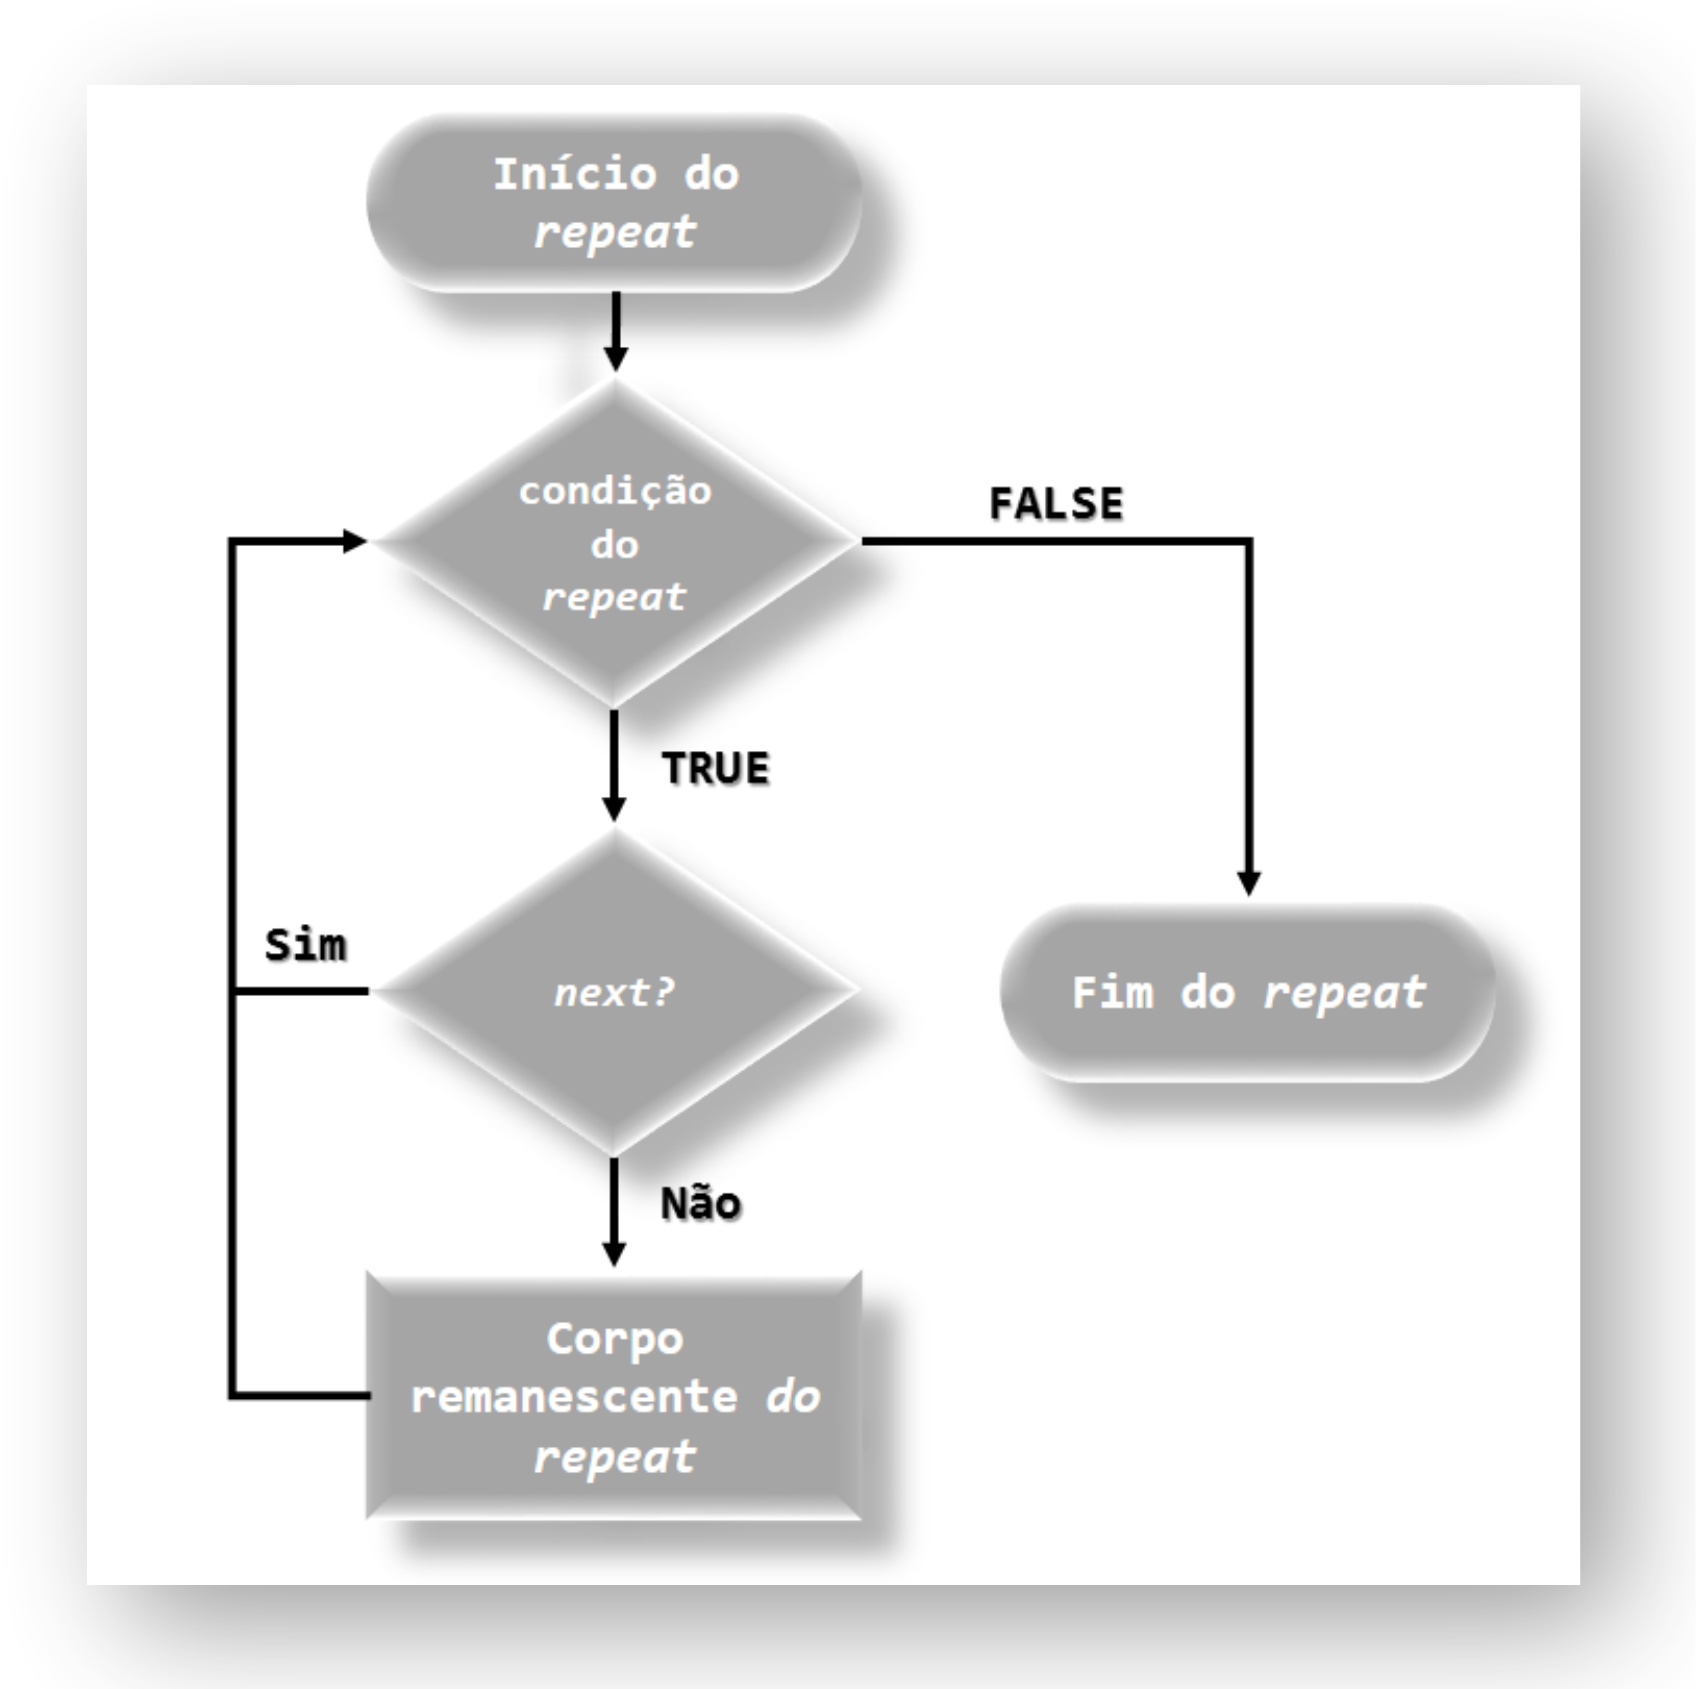 Início do
repeat
condição
do
repeat
FALSE
TRUE
Sim
next?
Fim do repeat
Não
Corpo
remanescente do
repeat